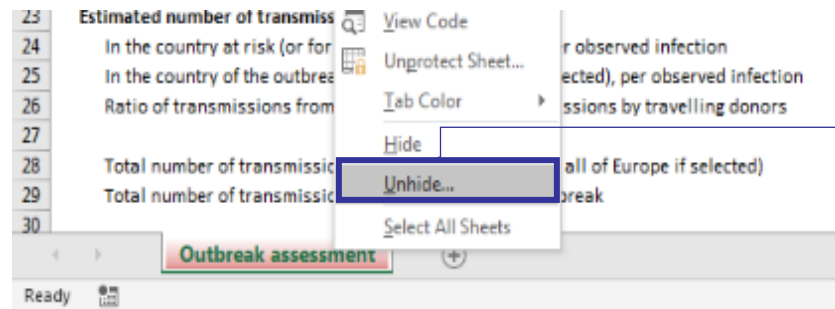 23 Estimated number of transmiss View Code
24 In the country at risk (or for r observed infection
Unprotect Sheet...
25 In the country of the outbrea ected), per observed infection
26 Ratio of transmissions from Tab Color ssions by travelling donors
27 Hide
28 Total number of transmissic all of Europe if selected)
Unhide...
29 Total number of transmissic break
30 Select All Sheets
Outbreak assessment
Ready